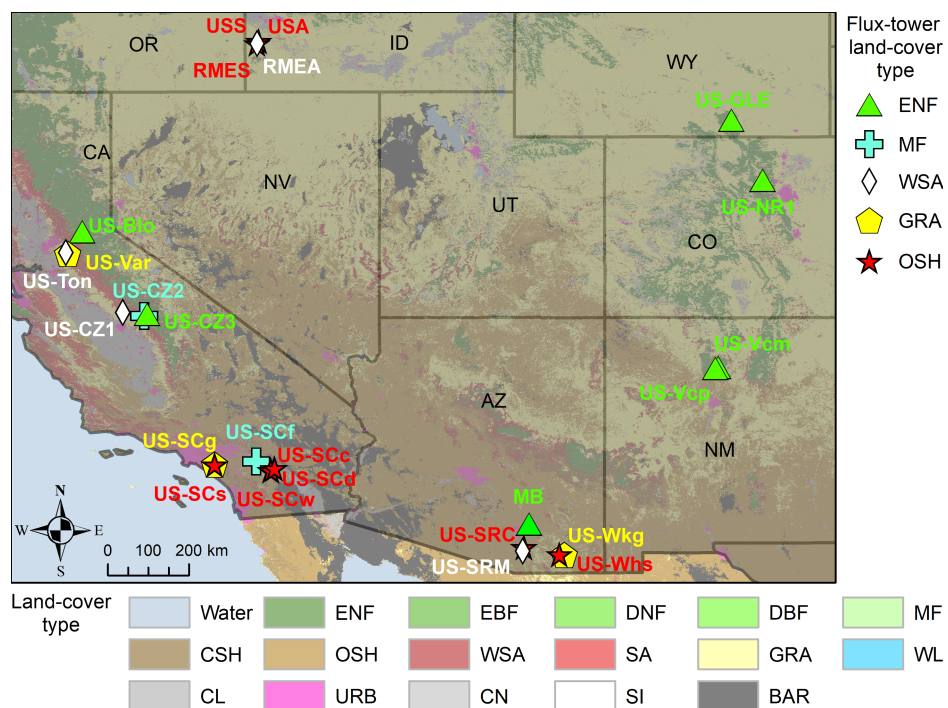 USS USA
RMES RMEA
OR
ID
WY
US-GLE
CA
NV
UT
US-NR1
CO
US-Blo
US-Var
US-Ton
US-CZ2
US-CZ1
US-CZ3
US-Vcm
US-Vcp
AZ
NM
US-SCf
US-SCg
US-SCc
US-SCd
US-SCs
US-SCw
MB
US-SRC
US-Wkg
US-SRM
US-Whs
N
W E
S
0 100 200 km
Flux-tower
land-cover
type
ENF
MF
WSA
GRA
OSH
Land-cover
type
Water ENF EBF DNF DBF MF
CSH OSH WSA SA GRA WL
CL URB CN SI BAR